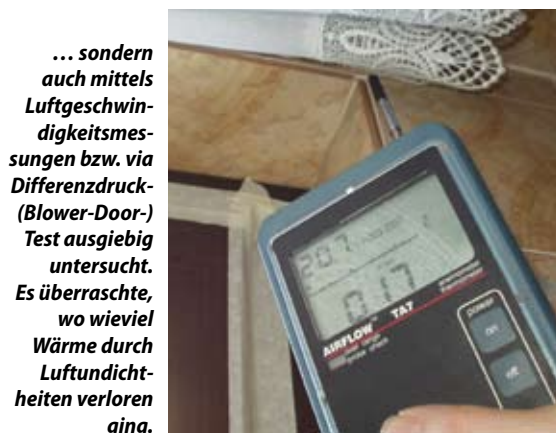 … sondern
auch mittels
Luftgeschwin-
digkeitsmes-
sungen bzw. via
Differenzdruck-
(Blower-Door-)
Test ausgiebig
untersucht.
Es überraschte,
wo wieviel
Wärme durch
Luftundicht-
heiten verloren
ging.
20.7
0.17
AIRFLOW™ TA7
power
on
off